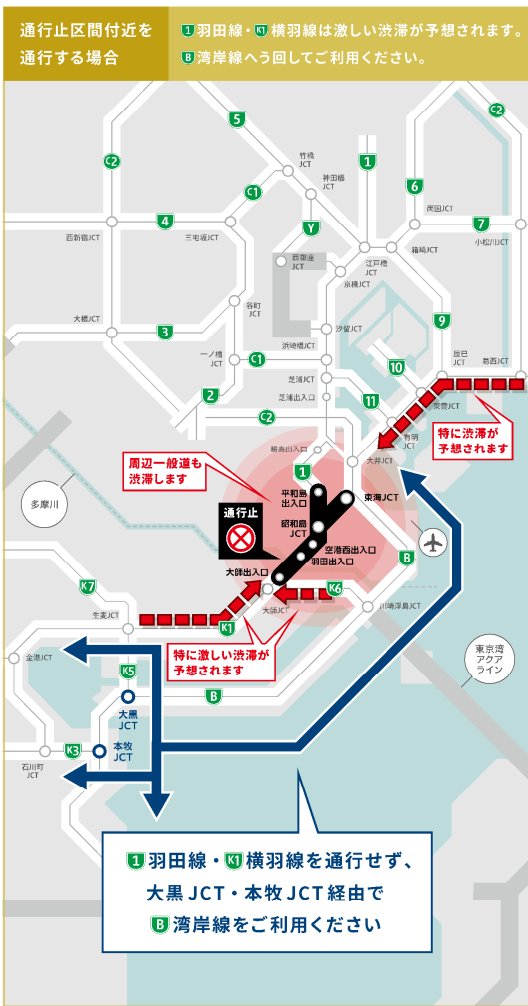 通行止区間付近を
通行する場合
1 羽田線・K1 横羽線は激しい渋滞が予想されます。
B 湾岸線へう回してご利用ください。
C2
5
C2
竹橋
JCT
神田橋
JCT
1
C1
6
両国JCT
4
Y
7
西新宿JCT
三宅坂JCT
小松川JCT
箱崎JCT
西銀座
JCT
江戸橋
JCT
京橋JCT
谷町
JCT
大橋JCT
3
汐留JCT
9
浜崎橋JCT
一ノ橋
JCT
C1
辰巳
JCT
葛西JCT
10
芝浦JCT
2
芝浦出入口
11
東雲JCT
C2
特に渋滞が
予想されます
有明
JCT
勝島出入口
大井JCT
周辺一般道も
渋滞します
1
平和島
出入口
東海JCT
多摩川
通行止
昭和島
JCT
空港西出入口
羽田出入口
B
大師出入口
K7
K6
大師JCT
川崎浮島JCT
生麦JCT
K1
特に激しい渋滞が
予想されます
東京湾
アクア
ライン
金港JCT
K5
B
大黒
JCT
本牧
JCT
K3
石川町
JCT
1 羽田線・K1 横羽線を通行せず、
大黒JCT・本牧JCT経由で
B 湾岸線をご利用ください